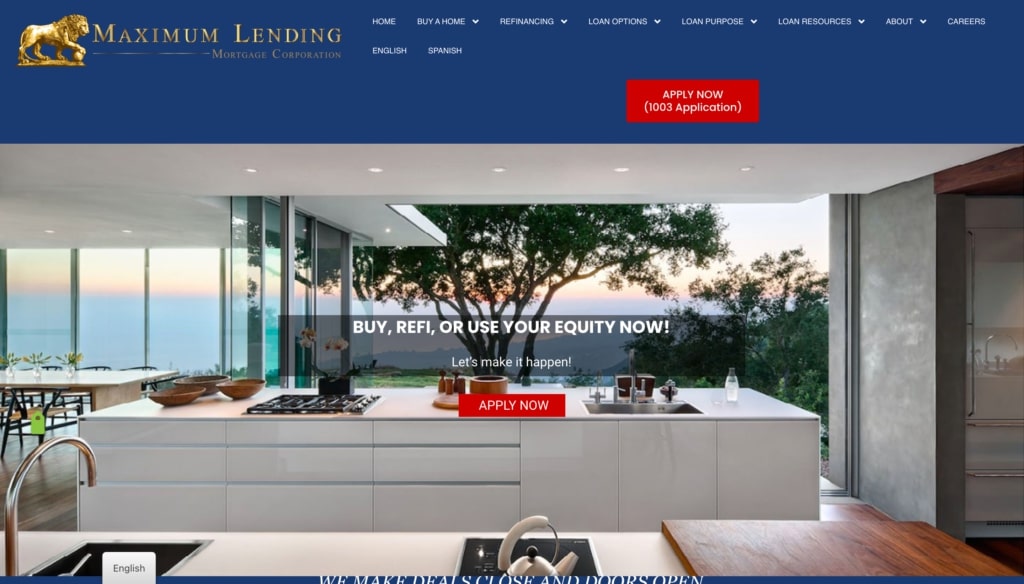 MAXIMUM LENDING
MORTGAGE CORPORATION
HOME BUY A HOME REFINANCING LOAN OPTIONS LOAN PURPOSE LOAN RESOURCES ABOUT CAREERS
ENGLISH SPANISH
APPLY NOW
(1003 Application)
BUY, REFI, OR USE YOUR EQUITY NOW!
Let's make it happen!
APPLY NOW
English
WE MAKE DEALS CLOSE AND DOORS OPEN